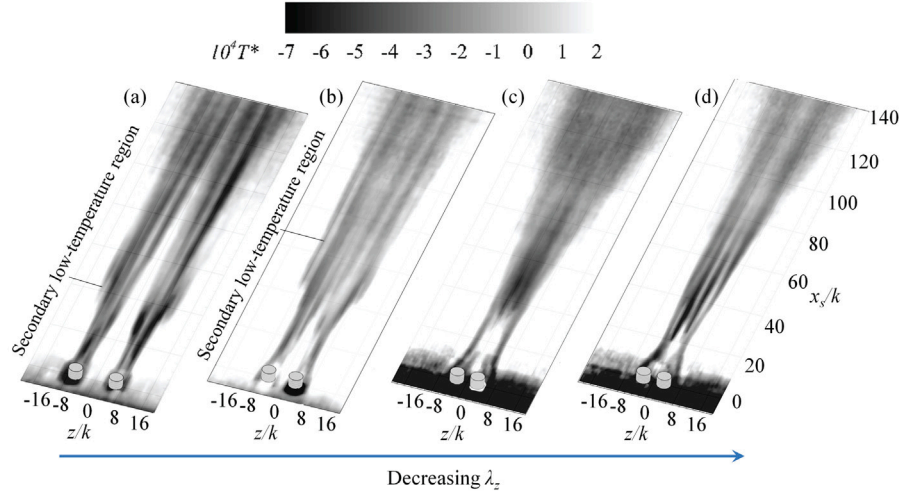 10⁴T* -7 -6 -5 -4 -3 -2 -1 0 1 2
(a) (b) (c) (d)
Secondary low-temperature region
Secondary low-temperature region
140
120
100
80
60
40
20
0
xₛ/k
-16 -8 0 8 16
z/k
-16 -8 0 8 16
z/k
-16 -8 0 8 16
z/k
-16 -8 0 8 16
z/k
Decreasing λ_z